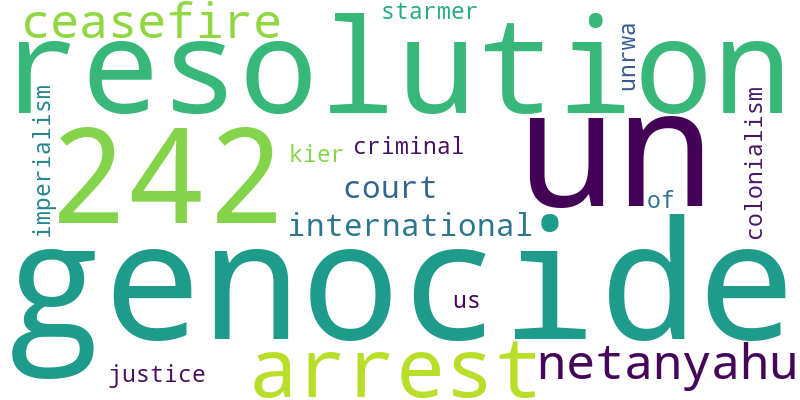 ceasefire
starmer
resolution
unrwa
imperialism
242
un
kier
criminal
colonialism
court
of
international
genocide
us
arrest
netanyahu
justice